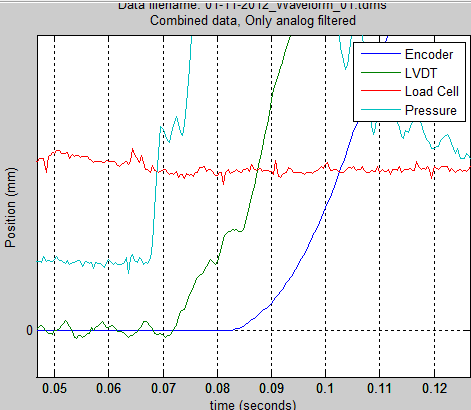 Data filename: 01-11-2012_Waveform_01.tdms
Combined data, Only analog filtered
Encoder
LVDT
Load Cell
Pressure
Position (mm)
0
0.05 0.06 0.07 0.08 0.09 0.1 0.11 0.12
time (seconds)